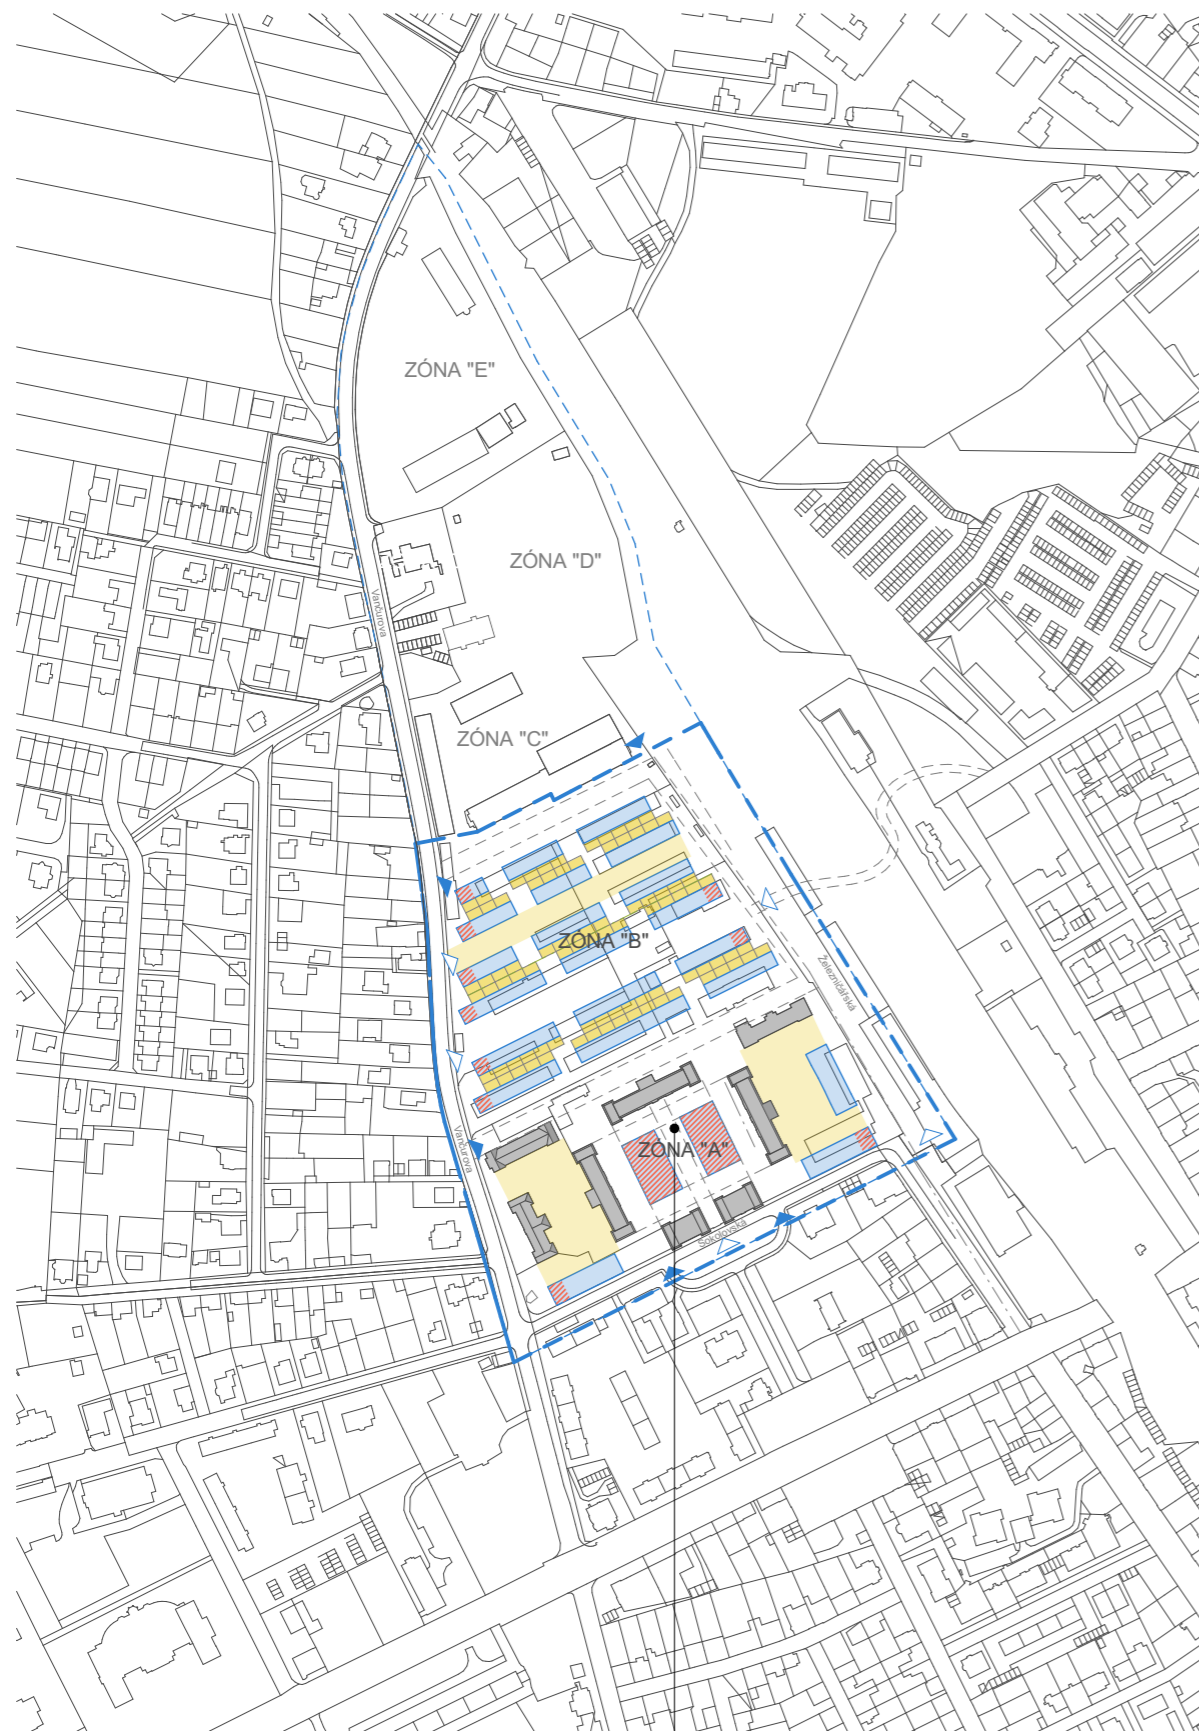 ZÓNA "E"
ZÓNA "D"
Vančurova
ZÓNA "C"
ZÓNA "B"
Železničářská
Vančurova
ZÓNA "A"
Sokolovská